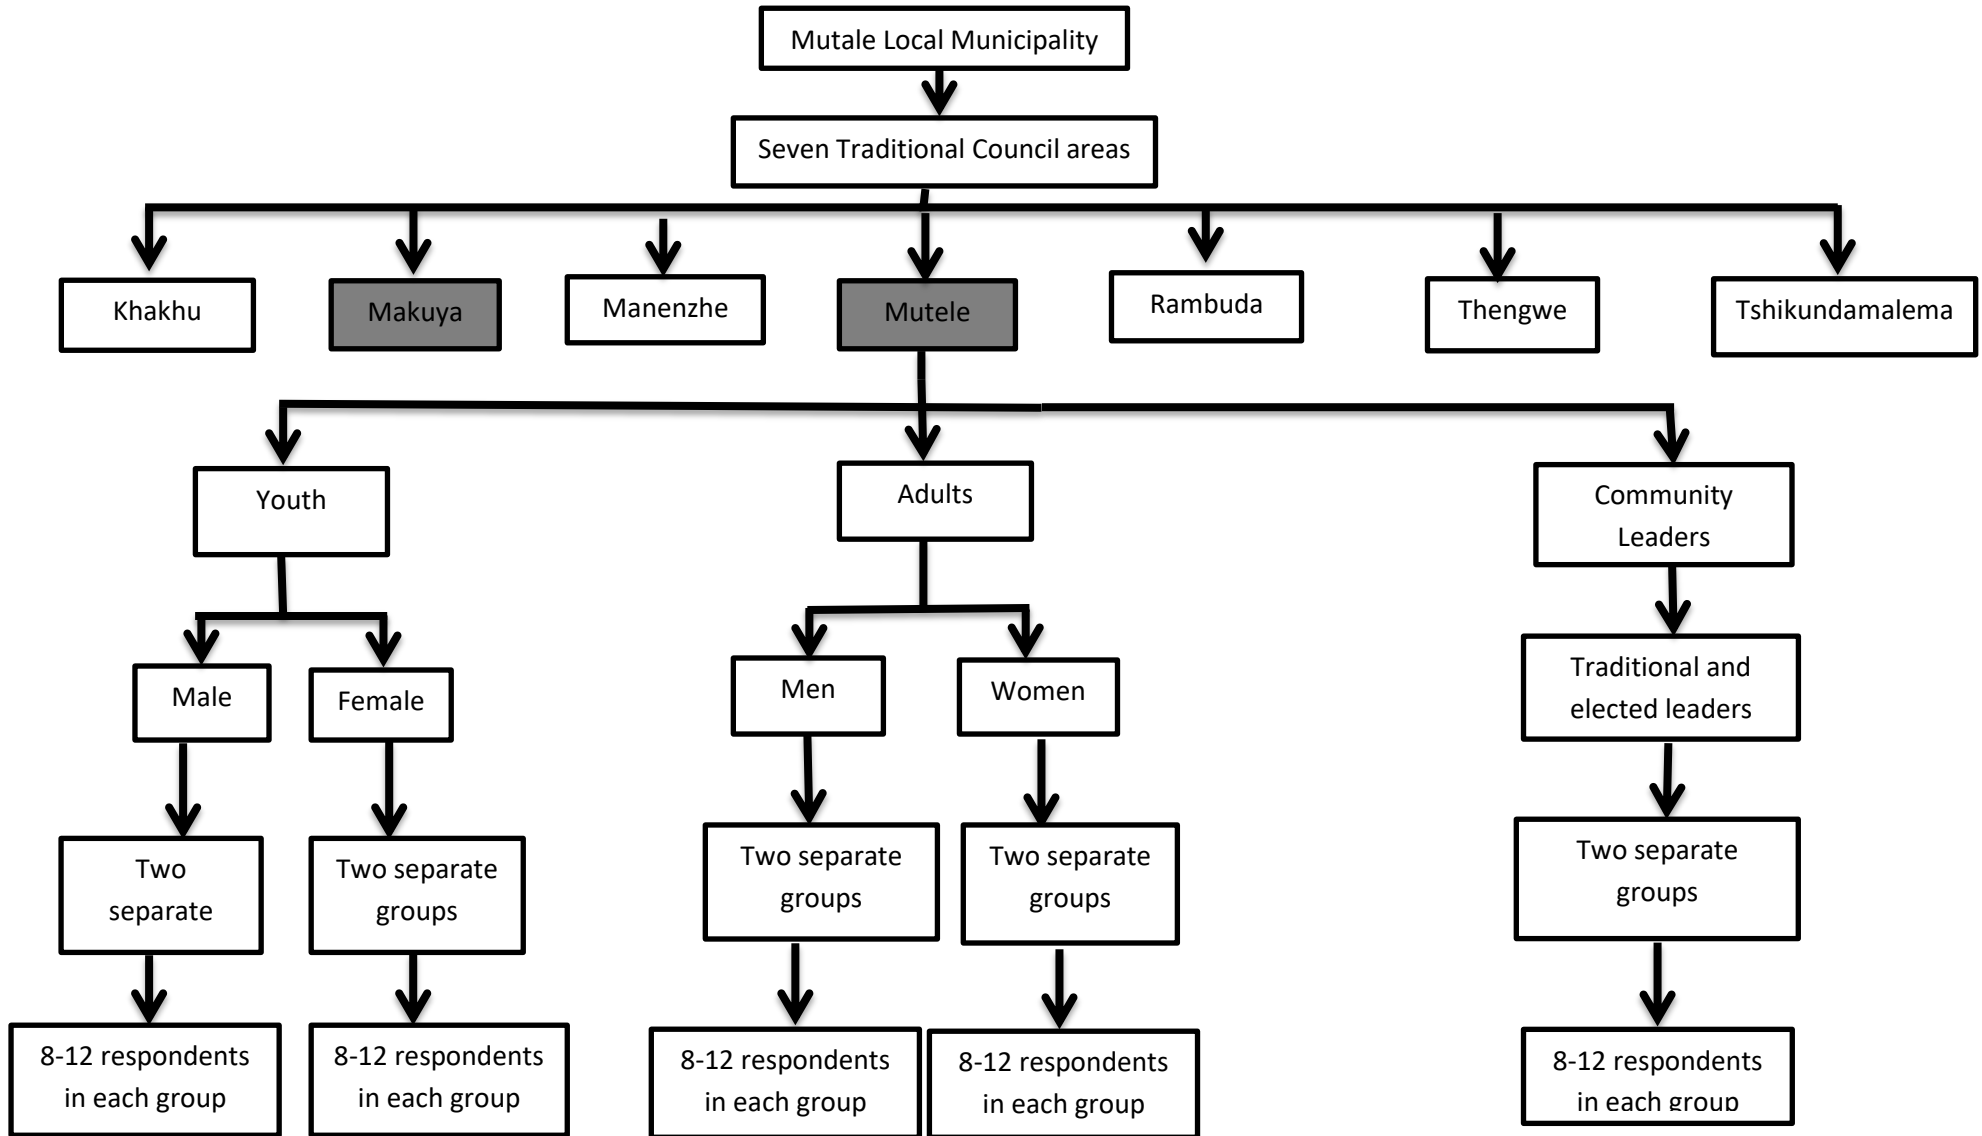 Mutale Local Municipality
Seven Traditional Council areas
Khakhu
Makuya
Manenzhe
Mutele
Rambuda
Thengwe
Tshikundamalema
Youth
Adults
Community
Leaders
Male
Female
Men
Women
Traditional and
elected leaders
Two
separate
Two separate
groups
Two separate
groups
Two separate
groups
Two separate
groups
8-12 respondents
in each group
8-12 respondents
in each group
8-12 respondents
in each group
8-12 respondents
in each group
8-12 respondents
in each group